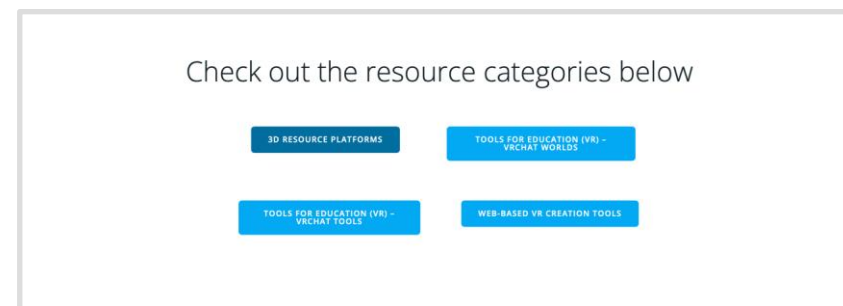 Check out the resource categories below
3D RESOURCE PLATFORMS
TOOLS FOR EDUCATION (VR) –
VRCHAT WORLDS
TOOLS FOR EDUCATION (VR) –
VRCHAT TOOLS
WEB-BASED VR CREATION TOOLS